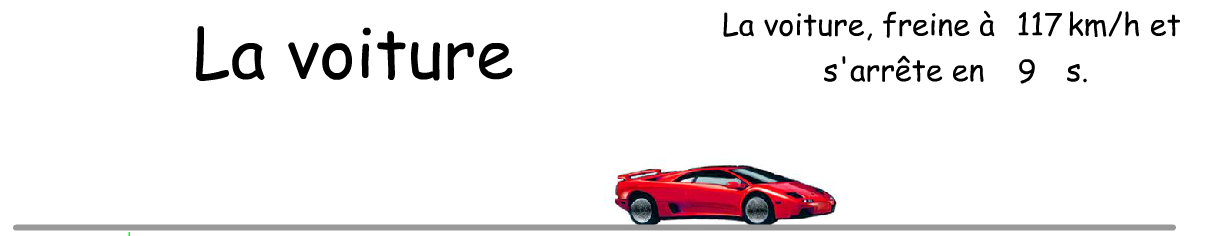 La voiture
La voiture, freine à 117 km/h et
s'arrête en 9 s.